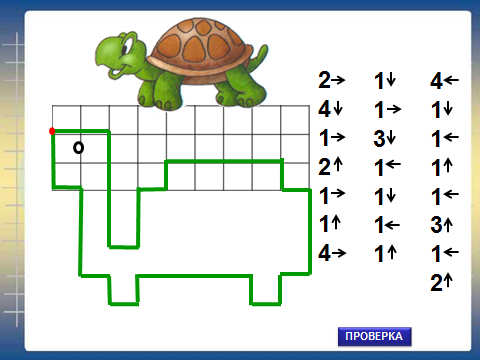 2→ 1↓ 4←
4↓ 1→ 1↓
1→ 3↓ 1←
2↑ 1← 1↑
1→ 1↓ 1←
1↑ 1← 3↑
4→ 1↑ 1←
2↑
ПРОВЕРКА